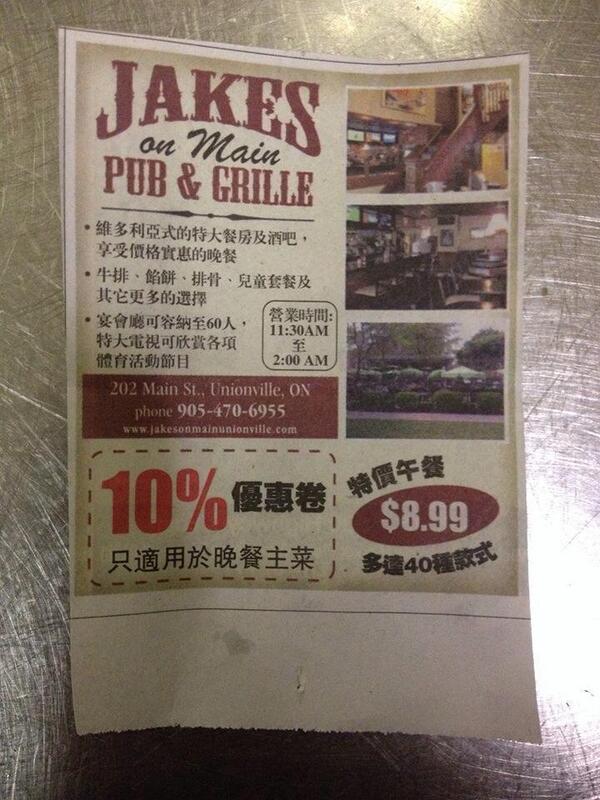 JAKES
on Main
PUB & GRILLE
• 維多利亞式的特大餐房及酒吧，
享受價格實惠的晚餐
• 牛排、餡餅、排骨、兒童套餐及
其它更多的選擇
• 宴會廳可容納至60人，
特大電視可欣賞各項
體育活動節目
營業時間:
11:30AM
至
2:00 AM
202 Main St., Unionville, ON
phone 905-470-6955
www.jakesonmainunionville.com
10% 優惠卷
只適用於晚餐主菜
特價午餐
$8.99
多達40種款式